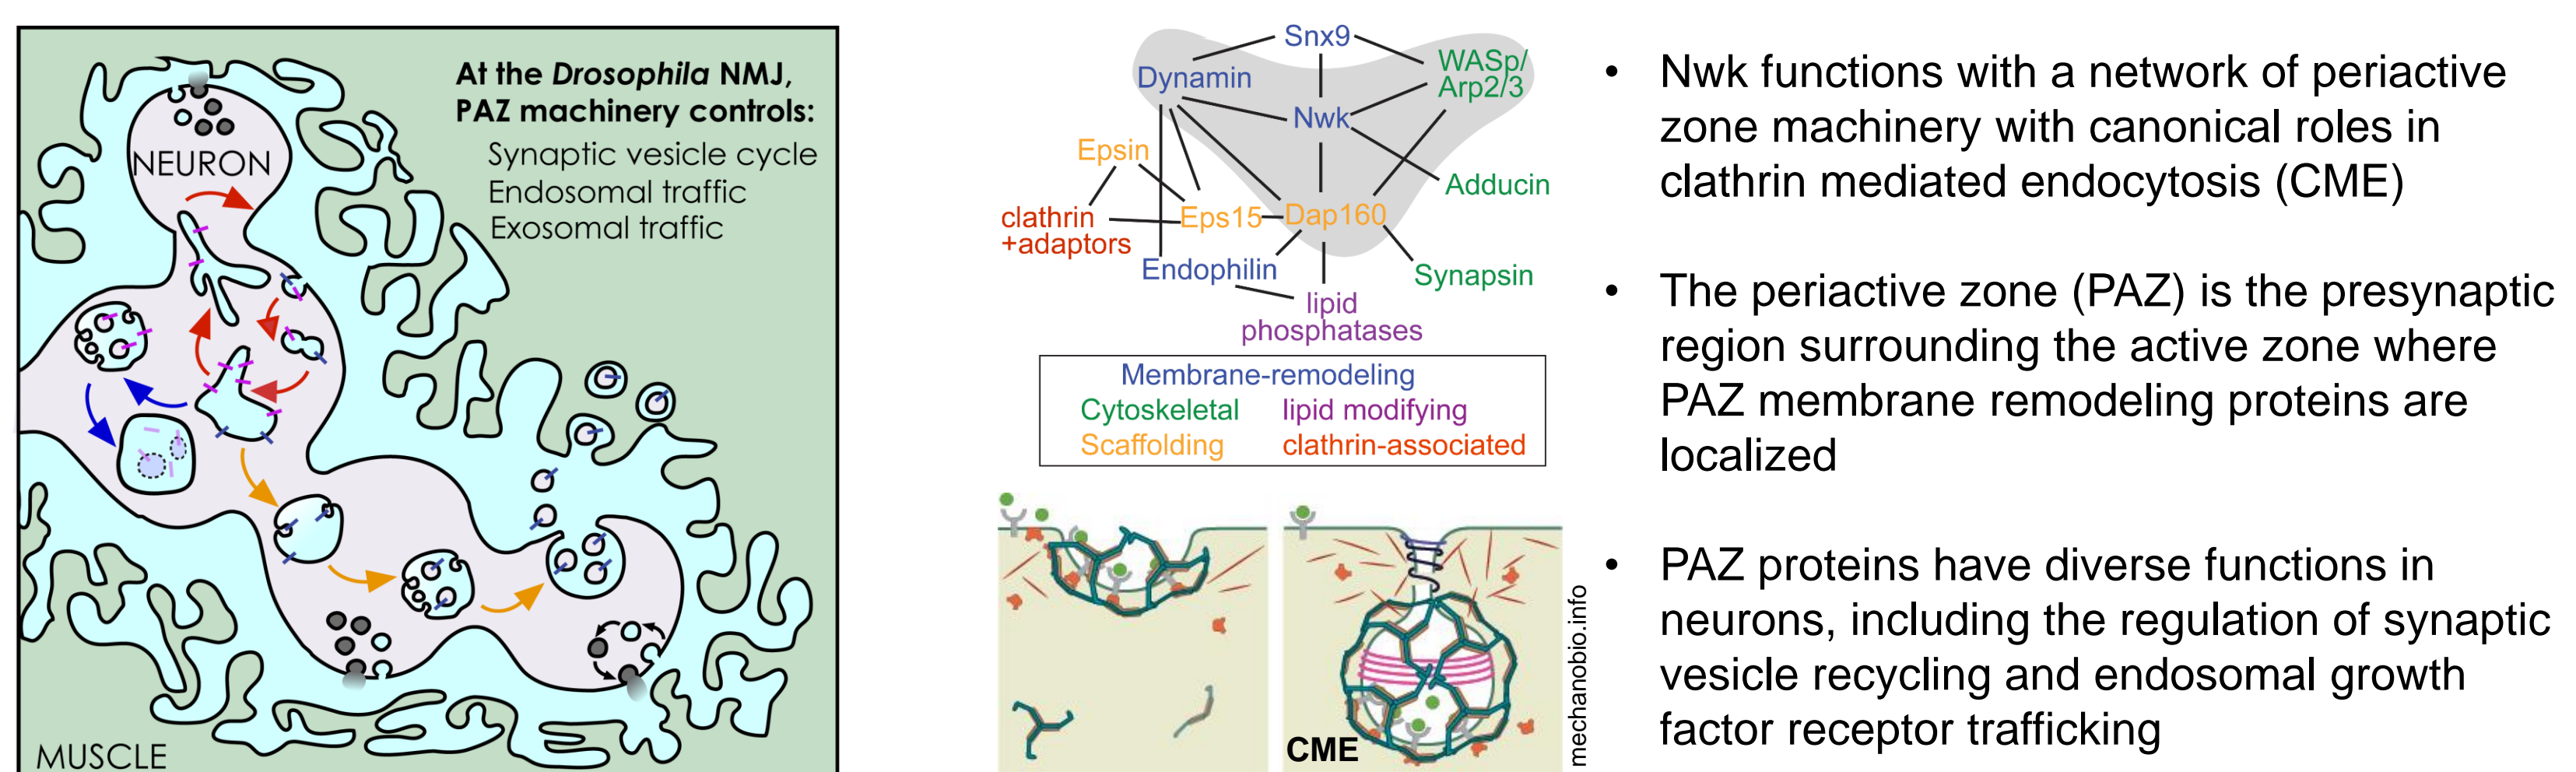 At the Drosophila NMJ,
PAZ machinery controls:
Synaptic vesicle cycle
Endosomal traffic
Exosomal traffic
NEURON
MUSCLE
Snx9
Dynamin
WASp/
Arp2/3
Nwk
Epsin
Adducin
clathrin
+adaptors
Eps15
Dap160
Endophilin
Synapsin
lipid
phosphatases
Membrane-remodeling
Cytoskeletal lipid modifying
Scaffolding clathrin-associated
CME
mechanobio.info
• Nwk functions with a network of periactive
zone machinery with canonical roles in
clathrin mediated endocytosis (CME)
• The periactive zone (PAZ) is the presynaptic
region surrounding the active zone where
PAZ membrane remodeling proteins are
localized
• PAZ proteins have diverse functions in
neurons, including the regulation of synaptic
vesicle recycling and endosomal growth
factor receptor trafficking